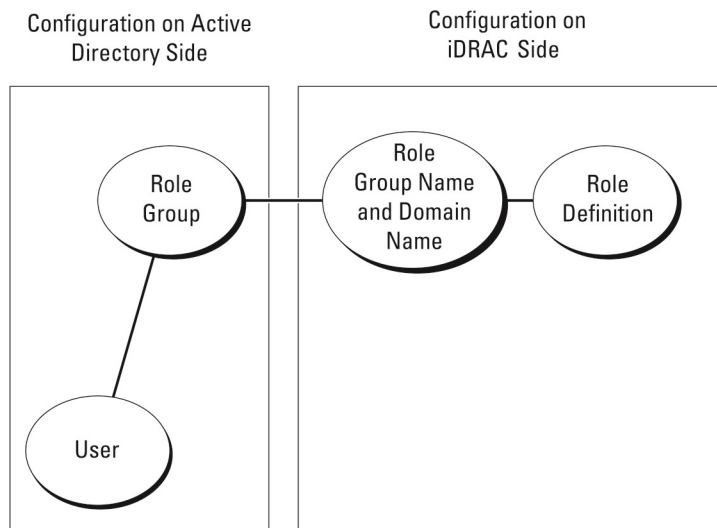 Configuration on Active
Directory Side
Configuration on
iDRAC Side
Role
Group
Role
Group Name
and Domain
Name
Role
Definition
User